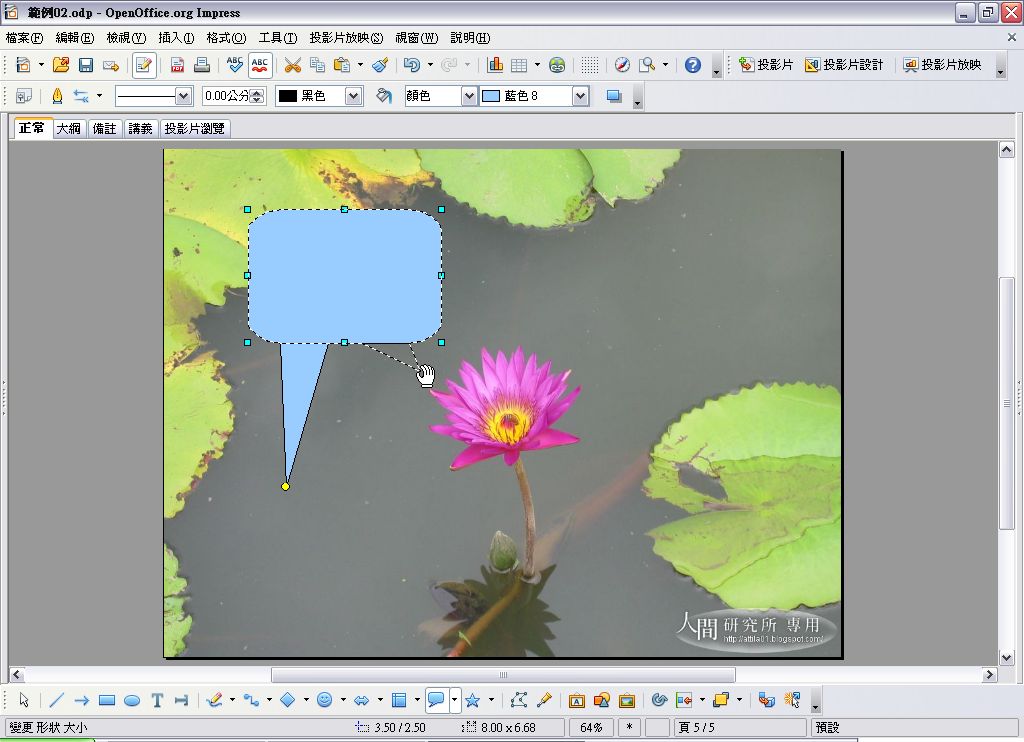 範例02.odp - OpenOffice.org Impress
檔案(F) 編輯(E) 檢視(V) 插入(I) 格式(O) 工具(T) 投影片放映(S) 視窗(W) 說明(H)
投影片 投影片設計 投影片放映
0.00公分 黑色 顏色 藍色 8
正常 大綱 備註 講義 投影片瀏覽
人間 研究所 專用
http://attila01.blogspot.com/
變更 形狀 大小 3.50 / 2.50 8.00 x 6.68 64% * 頁 5 / 5 預設